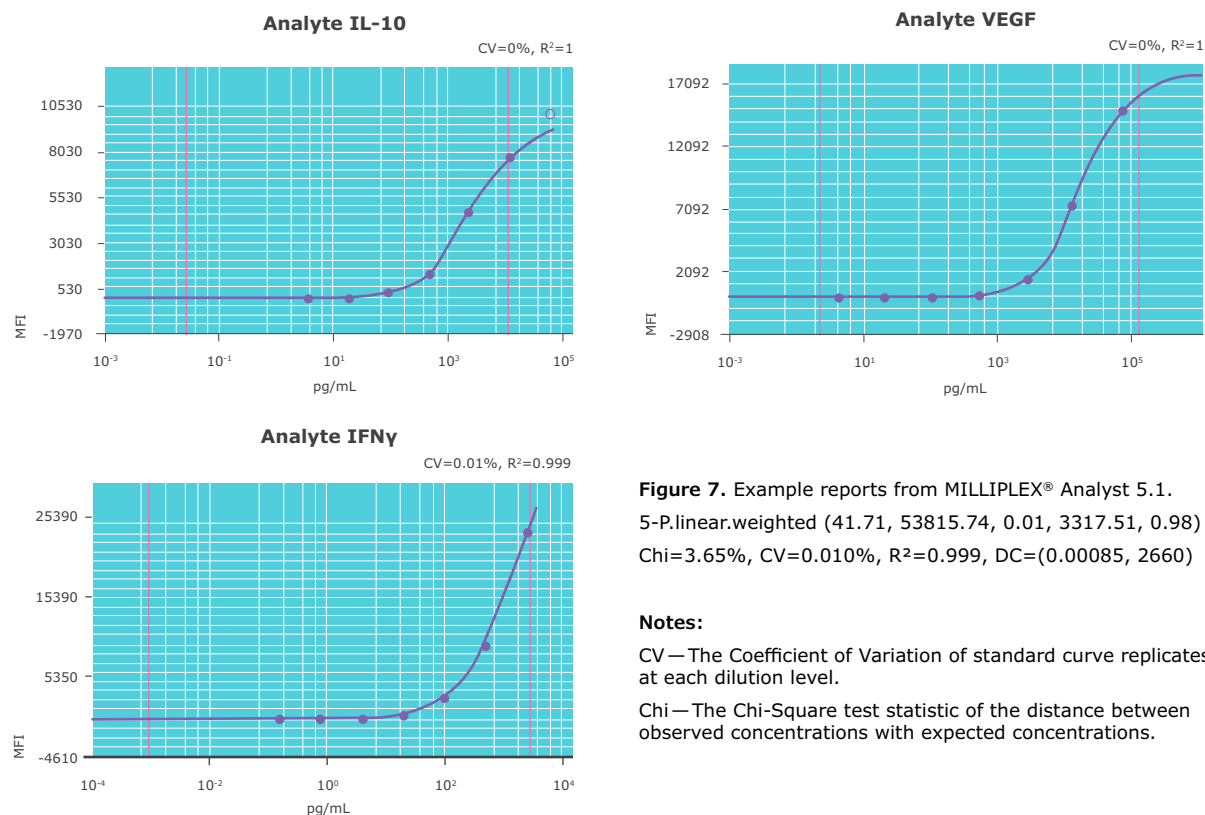 Analyte IL-10
CV=0%, R²=1
10530
8030
5530
3030
530
-1970
MFI
10⁻³
10⁻¹
10¹
10³
10⁵
pg/mL
Analyte VEGF
CV=0%, R²=1
17092
12092
7092
2092
-2908
MFI
10⁻³
10¹
10³
10⁵
pg/mL
Analyte IFNγ
CV=0.01%, R²=0.999
25390
15390
5350
-4610
MFI
10⁻⁴
10⁻²
10⁰
10²
10⁴
pg/mL
Figure 7. Example reports from MILLIPLEX® Analyst 5.1.
5-P.linear.weighted (41.71, 53815.74, 0.01, 3317.51, 0.98)
Chi=3.65%, CV=0.010%, R²=0.999, DC=(0.00085, 2660)
Notes:
CV—The Coefficient of Variation of standard curve replicates
at each dilution level.
Chi—The Chi-Square test statistic of the distance between
observed concentrations with expected concentrations.